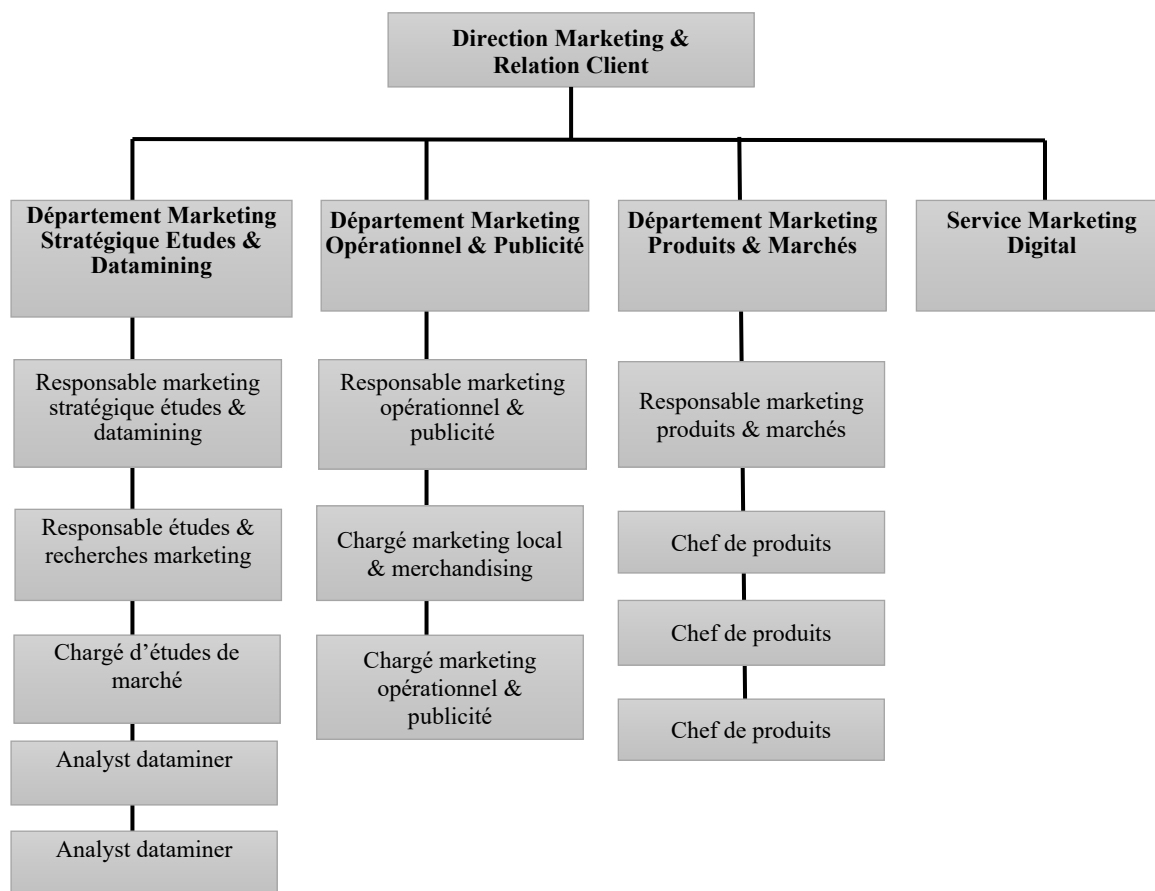 Direction Marketing &
Relation Client
Département Marketing
Stratégique Etudes &
Datamining
Département Marketing
Opérationnel & Publicité
Département Marketing
Produits & Marchés
Service Marketing
Digital
Responsable marketing
stratégique études &
datamining
Responsable marketing
opérationnel &
publicité
Responsable marketing
produits & marchés
Responsable études &
recherches marketing
Chargé marketing local
& merchandising
Chef de produits
Chargé d’études de
marché
Chargé marketing
opérationnel &
publicité
Chef de produits
Chef de produits
Analyst dataminer
Analyst dataminer